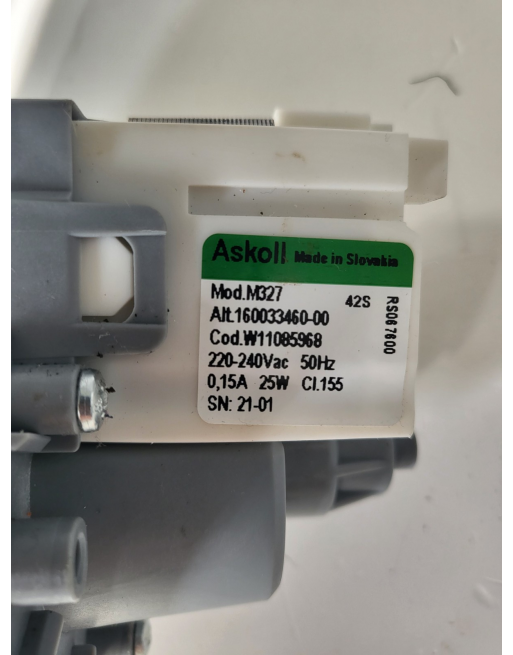 Askoll Made in Slovakia
Mod.M327 42S
Alt.160033460-00
Cod.W11085968
220-240Vac 50Hz
0,15A 25W Cl.155
SN: 21-01
RS067600